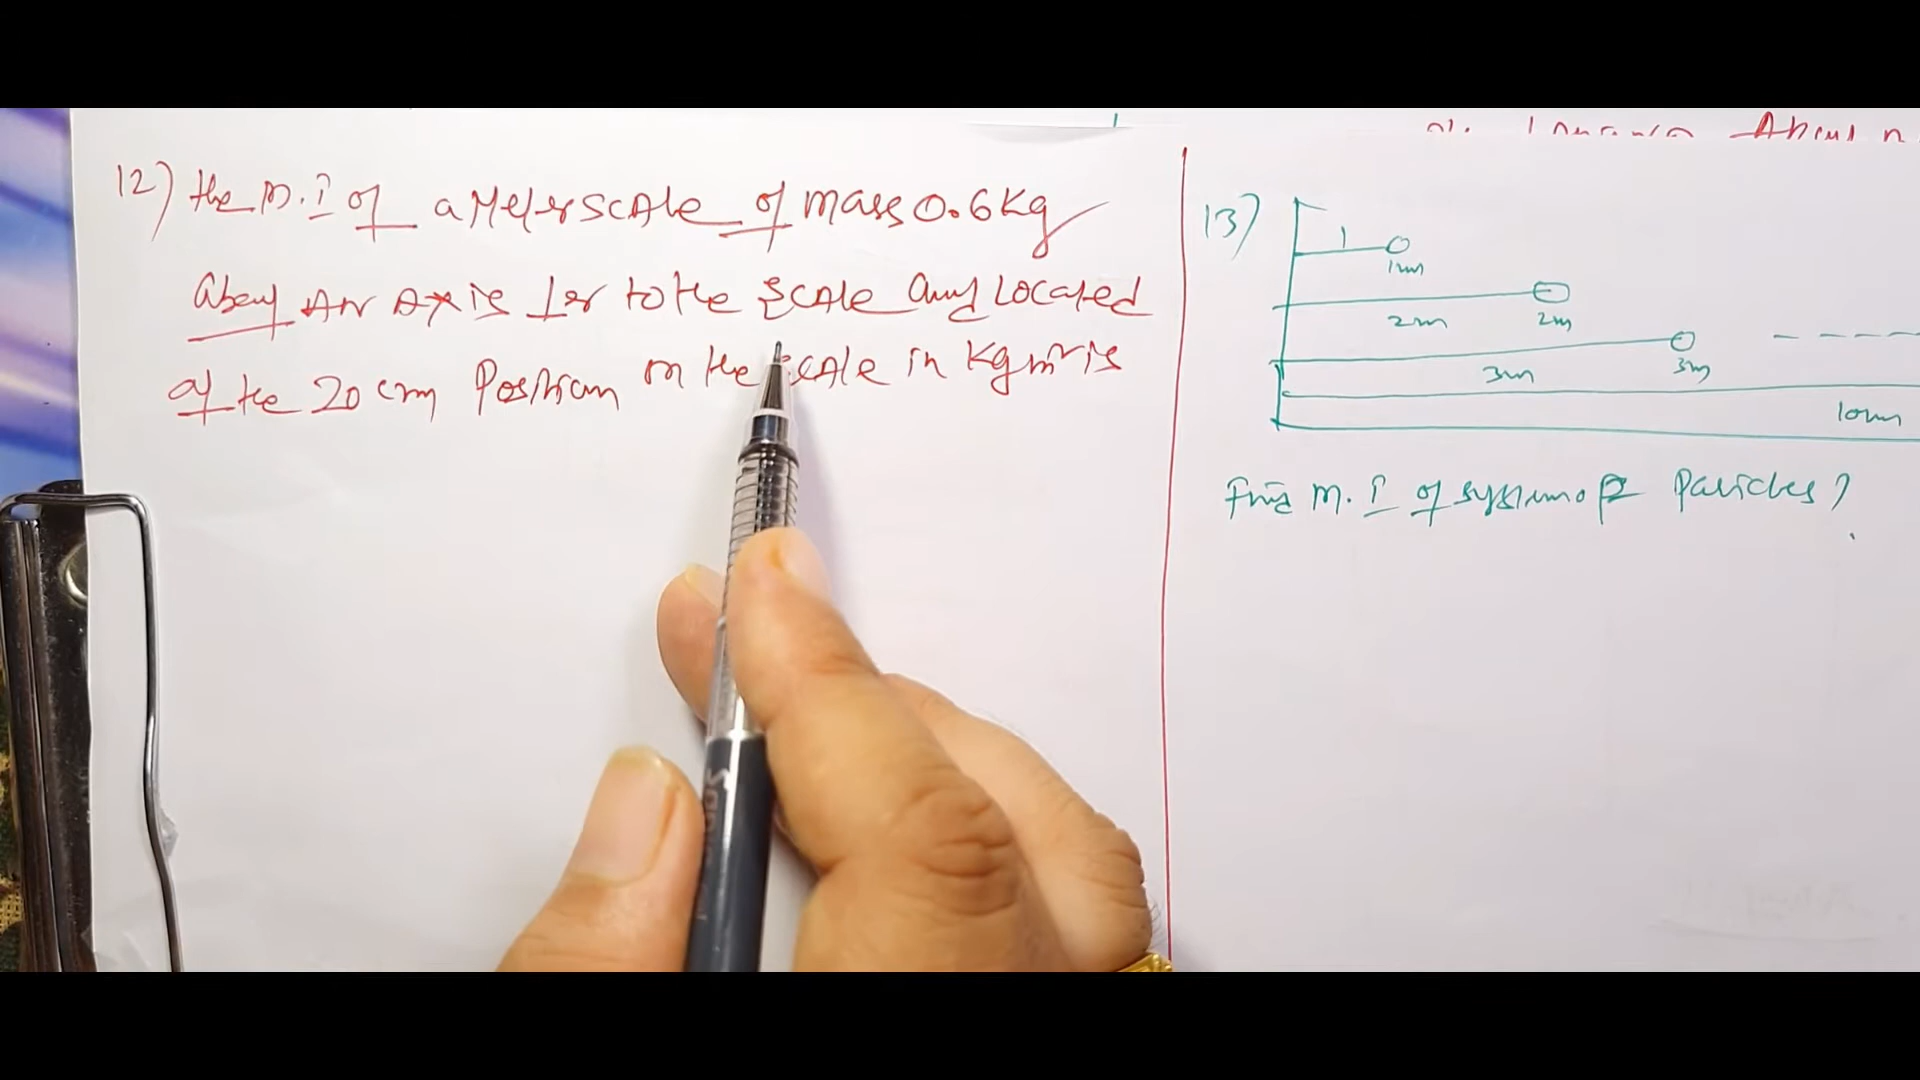 12) the M.I of a Meter scale of mass 0.6 Kg
about An Axis ⊥er to the scale and Located
at the 20 cm Position on the scale in Kg m² is
About
13)
1
1m
2m 2m
3m 3m
10m
Find M.I of system of Particles?